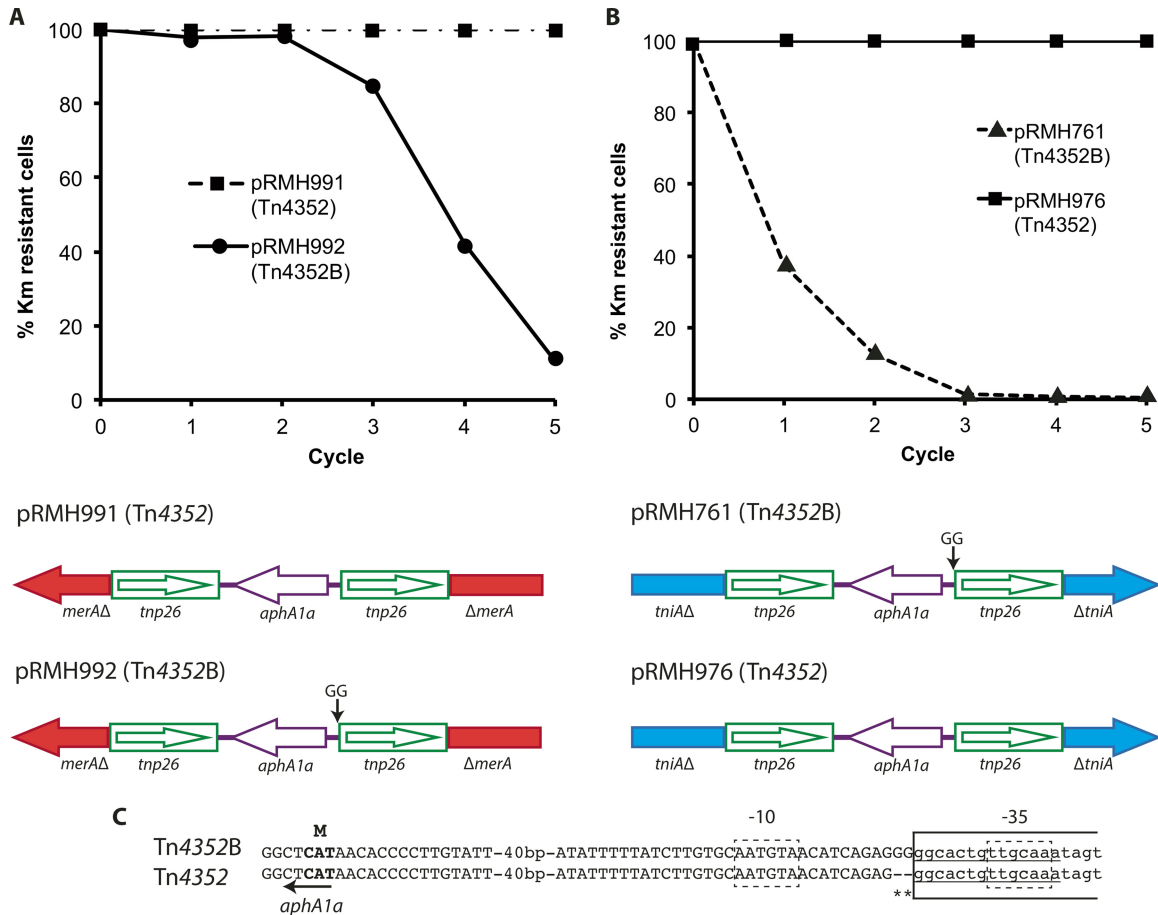 A
100
80
60
40
20
0
% Km resistant cells
pRMH991
(Tn4352)
pRMH992
(Tn4352B)
0 1 2 3 4 5
Cycle
B
100
80
60
40
20
0
% Km resistant cells
pRMH761
(Tn4352B)
pRMH976
(Tn4352)
0 1 2 3 4 5
Cycle
pRMH991 (Tn4352)
merAΔ tnp26 aphA1a tnp26 ΔmerA
pRMH992 (Tn4352B)
GG
merAΔ tnp26 aphA1a tnp26 ΔmerA
pRMH761 (Tn4352B)
GG
tniAΔ tnp26 aphA1a tnp26 ΔtniA
pRMH976 (Tn4352)
tniAΔ tnp26 aphA1a tnp26 ΔtniA
C
M -10 -35
Tn4352B GGCTCATAACACCCCTTGTATT-40bp-ATATTTTTATCTTGTGCAATGTAACATCAGAGGGggcactgttgcaaatagt
Tn4352 GGCTCATAACACCCCTTGTATT-40bp-ATATTTTTATCTTGTGCAATGTAACATCAGAG--ggcactgttgcaaatagt
**
aphA1a